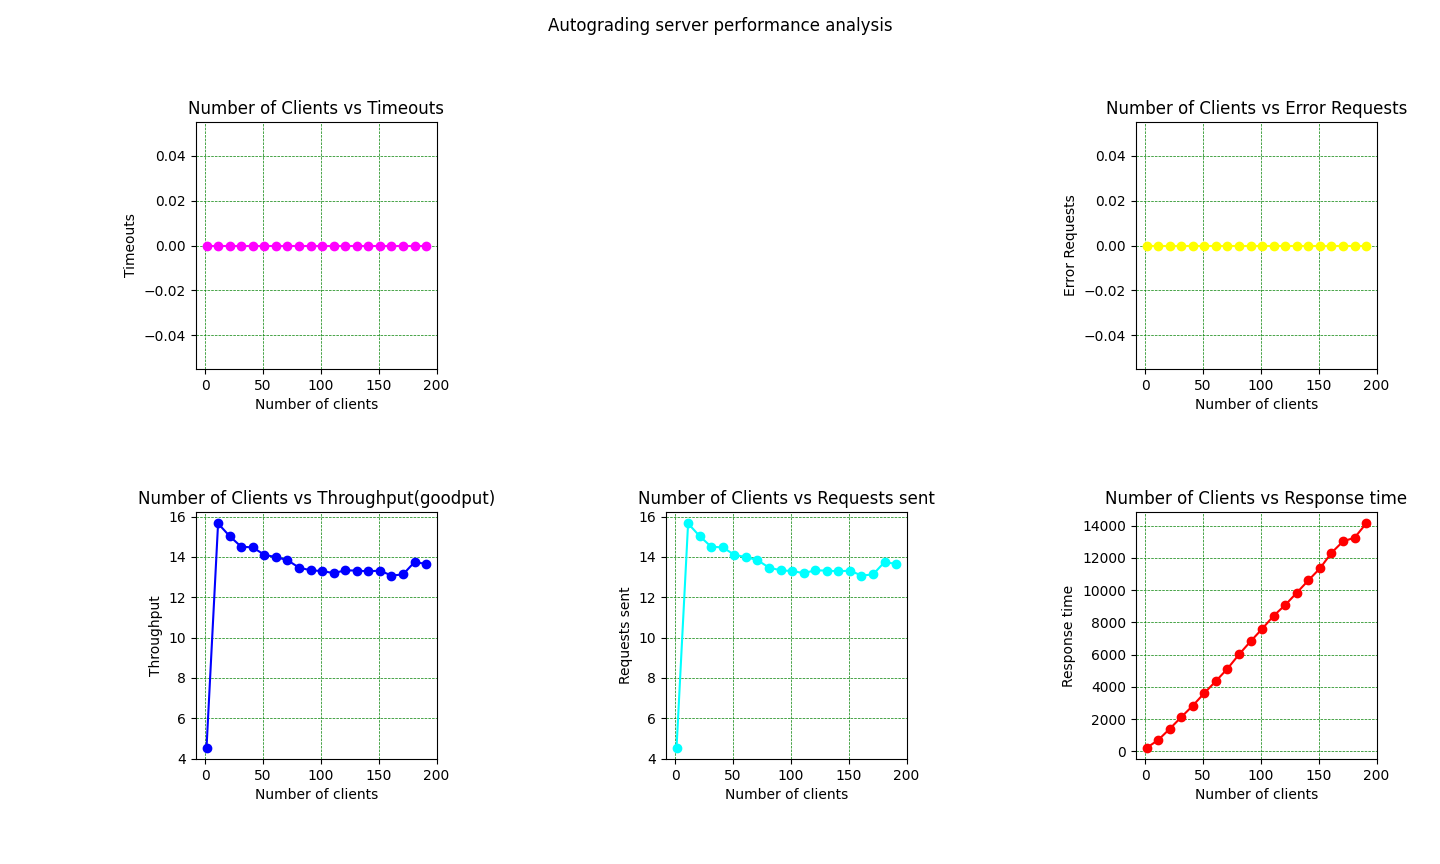 Autograding server performance analysis
Number of Clients vs Timeouts
0.04
0.02
0.00
−0.02
−0.04
Timeouts
0 50 100 150 200
Number of clients
Number of Clients vs Error Requests
0.04
0.02
0.00
−0.02
−0.04
Error Requests
0 50 100 150 200
Number of clients
Number of Clients vs Throughput(goodput)
16
14
12
10
8
6
4
Throughput
0 50 100 150 200
Number of clients
Number of Clients vs Requests sent
16
14
12
10
8
6
4
Requests sent
0 50 100 150 200
Number of clients
Number of Clients vs Response time
14000
12000
10000
8000
6000
4000
2000
0
Response time
0 50 100 150 200
Number of clients